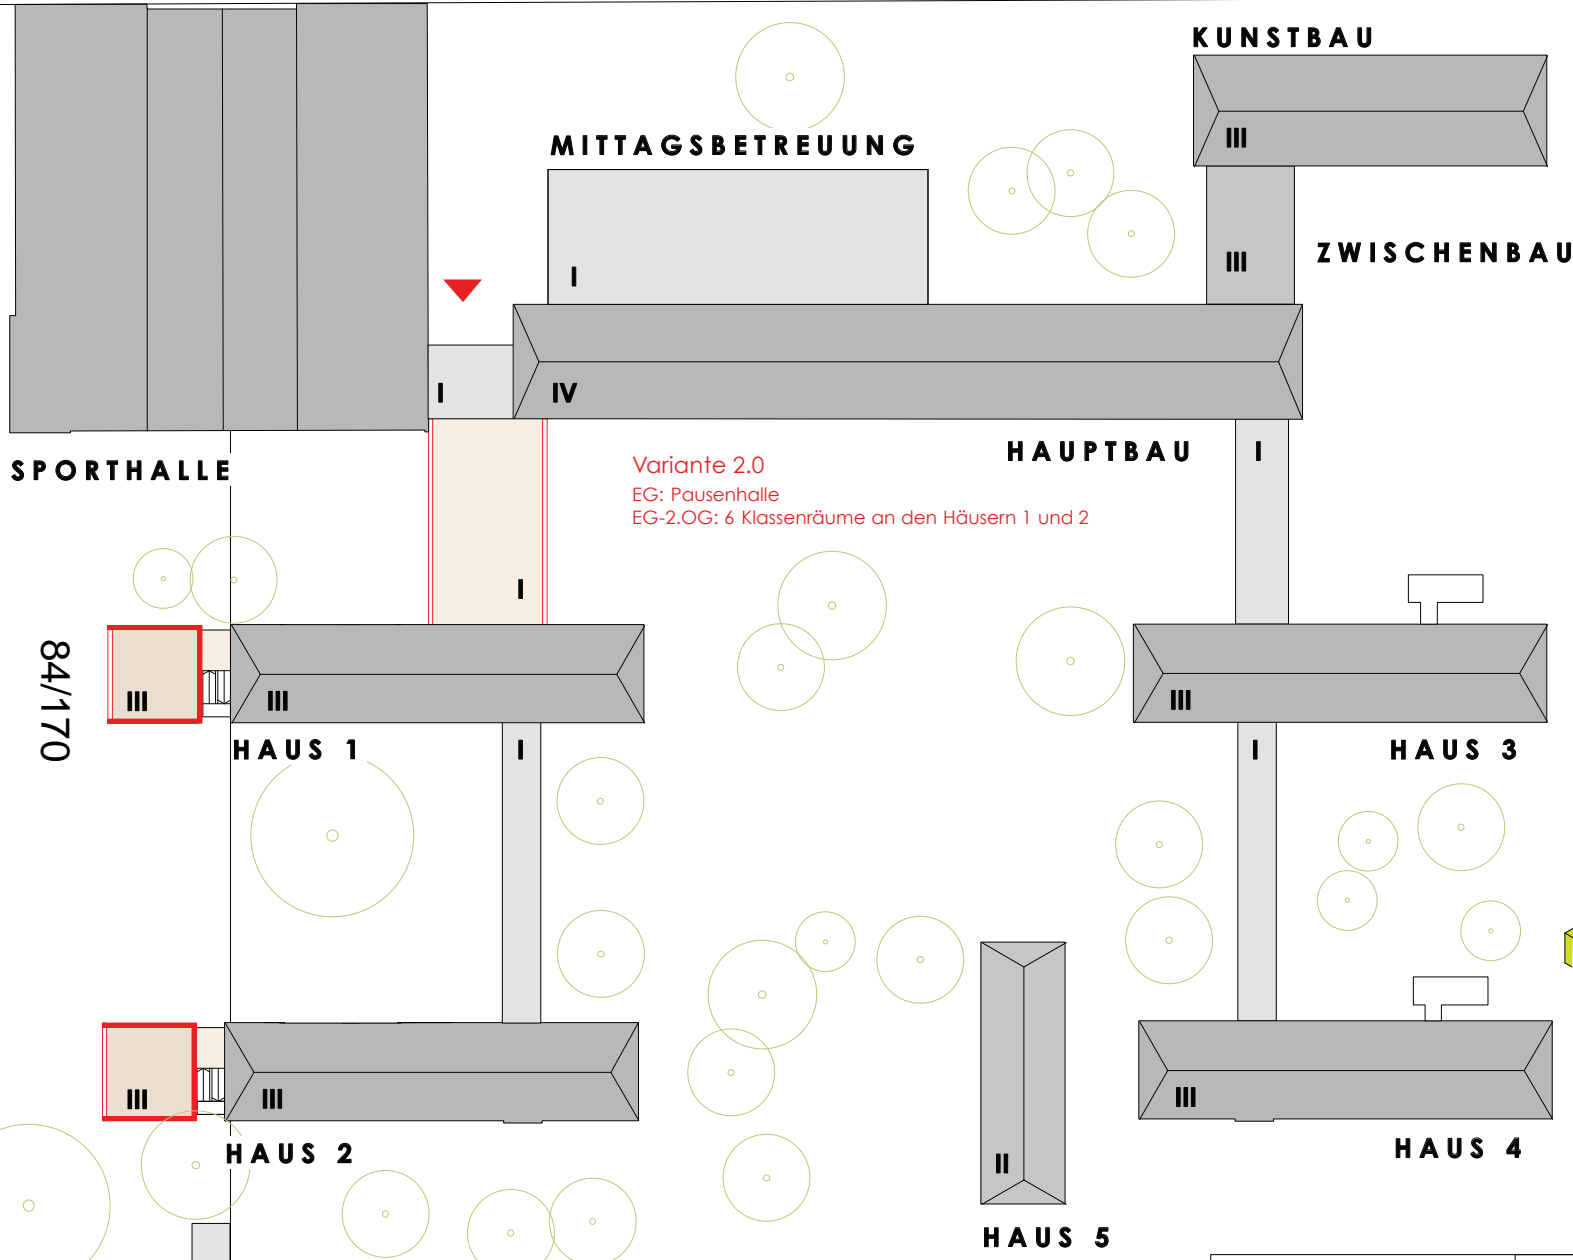 KUNSTBAU
III
MITTAGSBETREUUNG
I
III
ZWISCHENBAU
I
IV
SPORTHALLE
HAUPTBAU
I
Variante 2.0
EG: Pausenhalle
EG-2.OG: 6 Klassenräume an den Häusern 1 und 2
I
84/170
III
III
III
HAUS 1
I
I
HAUS 3
III
III
III
HAUS 2
II
HAUS 4
HAUS 5